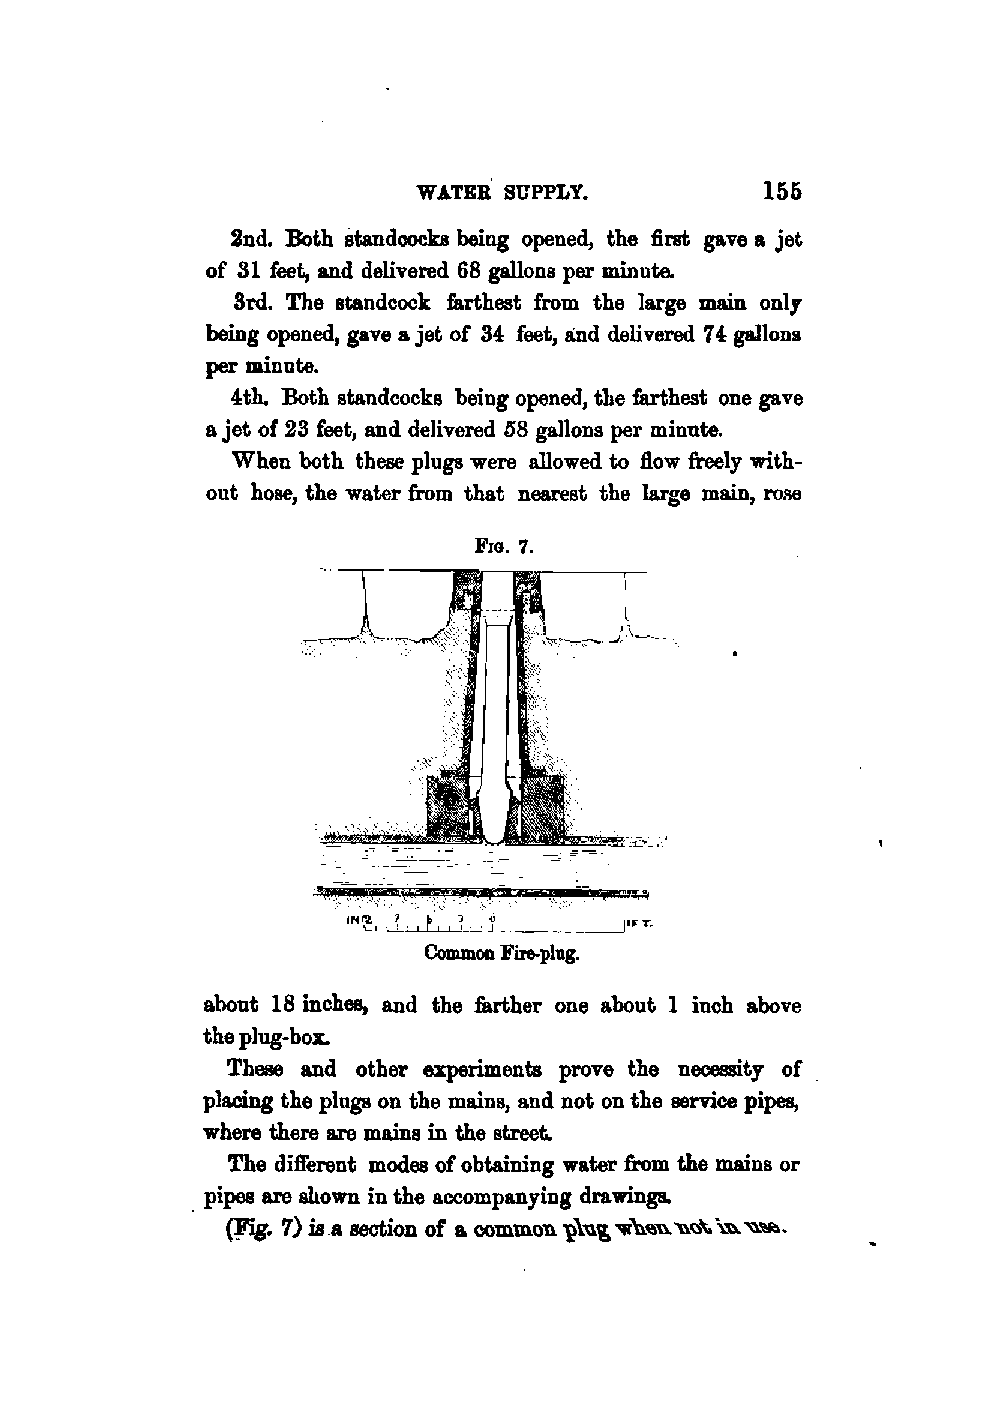 WATER SUPPLY. 155
2nd. Both standcocks being opened, the first gave a jet
of 31 feet, and delivered 68 gallons per minute.
3rd. The standcock farthest from the large main only
being opened, gave a jet of 34 feet, and delivered 74 gallons
per minute.
4th. Both standcocks being opened, the farthest one gave
a jet of 23 feet, and delivered 58 gallons per minute.
When both these plugs were allowed to flow freely with-
out hose, the water from that nearest the large main, rose
FIG. 7.
Common Fire-plug.
about 18 inches, and the farther one about 1 inch above
the plug-box.
These and other experiments prove the necessity of
placing the plugs on the mains, and not on the service pipes,
where there are mains in the street.
The different modes of obtaining water from the mains or
pipes are shown in the accompanying drawings.
(Fig. 7) is a section of a common plug when not in use.